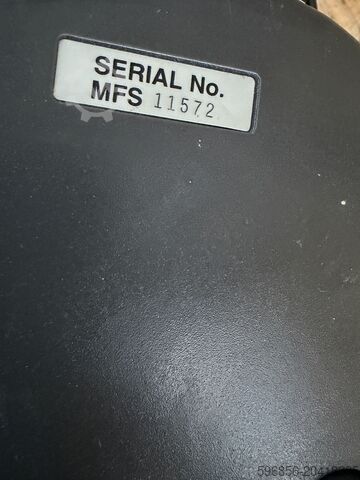 SERIAL No.
MFS 11572